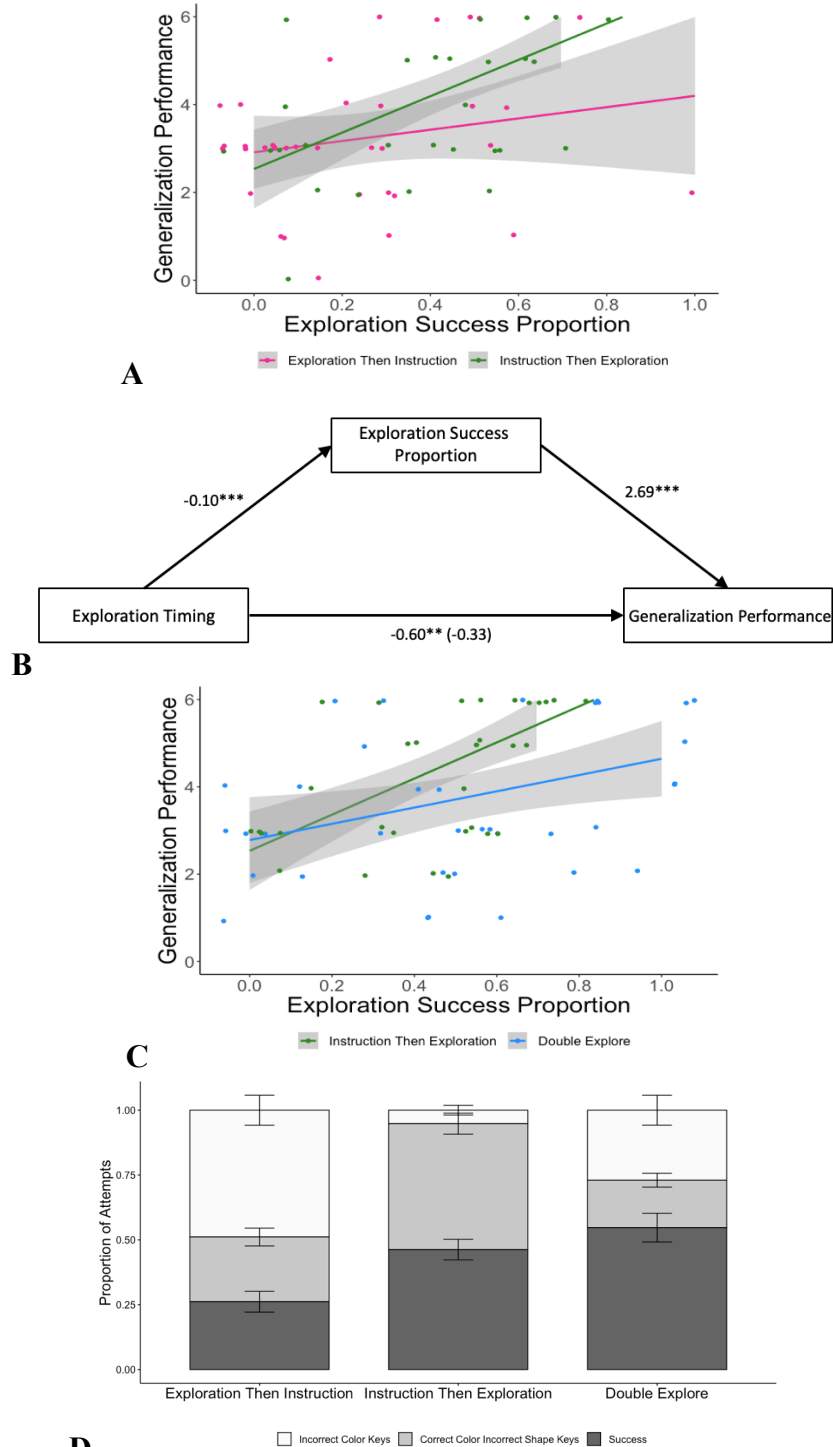 6
4
2
0
Generalization Performance
0.0 0.2 0.4 0.6 0.8 1.0
Exploration Success Proportion
Exploration Then Instruction Instruction Then Exploration
A
Exploration Success
Proportion
-0.10***
2.69***
Exploration Timing
Generalization Performance
-0.60** (-0.33)
B
6
4
2
0
Generalization Performance
0.0 0.2 0.4 0.6 0.8 1.0
Exploration Success Proportion
Instruction Then Exploration Double Explore
C
1.00
0.75
0.50
0.25
0.00
Proportion of Attempts
Exploration Then Instruction Instruction Then Exploration Double Explore
Incorrect Color Keys Correct Color Incorrect Shape Keys Success
D